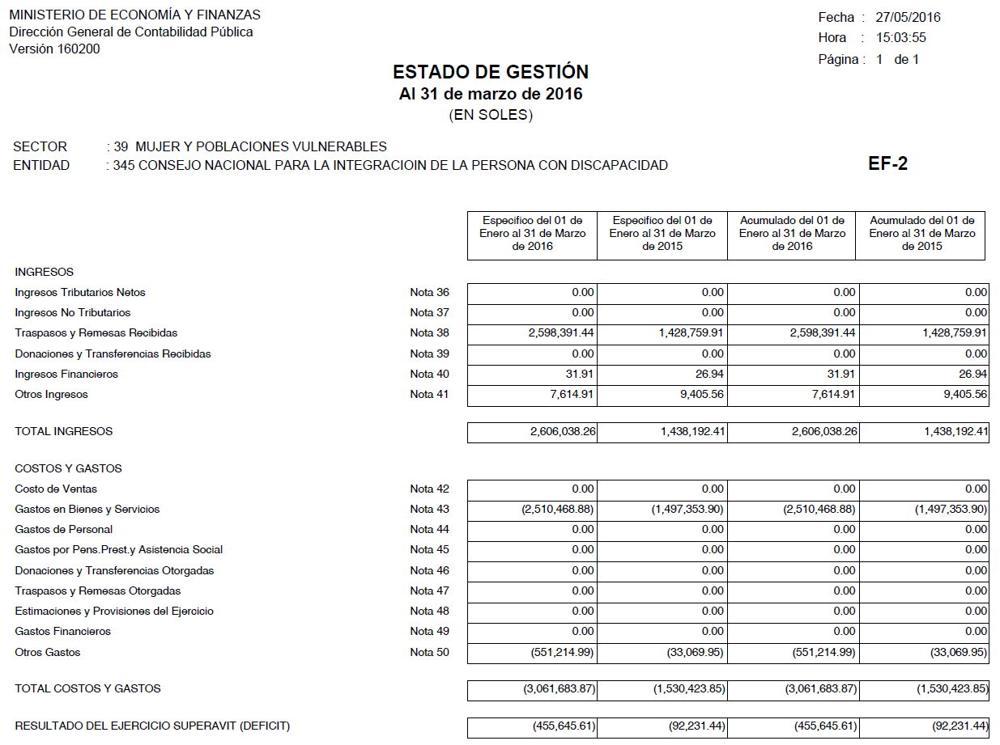 MINISTERIO DE ECONOMÍA Y FINANZAS
Dirección General de Contabilidad Pública
Versión 160200
Fecha : 27/05/2016
Hora : 15:03:55
Página : 1 de 1
ESTADO DE GESTIÓN
Al 31 de marzo de 2016
(EN SOLES)
SECTOR : 39 MUJER Y POBLACIONES VULNERABLES
ENTIDAD : 345 CONSEJO NACIONAL PARA LA INTEGRACIOIN DE LA PERSONA CON DISCAPACIDAD
EF-2
Especifico del 01 de Enero al 31 de Marzo de 2016
Especifico del 01 de Enero al 31 de Marzo de 2015
Acumulado del 01 de Enero al 31 de Marzo de 2016
Acumulado del 01 de Enero al 31 de Marzo de 2015
INGRESOS
Ingresos Tributarios Netos Nota 36 0.00 0.00 0.00 0.00
Ingresos No Tributarios Nota 37 0.00 0.00 0.00 0.00
Traspasos y Remesas Recibidas Nota 38 2,598,391.44 1,428,759.91 2,598,391.44 1,428,759.91
Donaciones y Transferencias Recibidas Nota 39 0.00 0.00 0.00 0.00
Ingresos Financieros Nota 40 31.91 26.94 31.91 26.94
Otros Ingresos Nota 41 7,614.91 9,405.56 7,614.91 9,405.56
TOTAL INGRESOS 2,606,038.26 1,438,192.41 2,606,038.26 1,438,192.41
COSTOS Y GASTOS
Costo de Ventas Nota 42 0.00 0.00 0.00 0.00
Gastos en Bienes y Servicios Nota 43 (2,510,468.88) (1,497,353.90) (2,510,468.88) (1,497,353.90)
Gastos de Personal Nota 44 0.00 0.00 0.00 0.00
Gastos por Pens.Prest.y Asistencia Social Nota 45 0.00 0.00 0.00 0.00
Donaciones y Transferencias Otorgadas Nota 46 0.00 0.00 0.00 0.00
Traspasos y Remesas Otorgadas Nota 47 0.00 0.00 0.00 0.00
Estimaciones y Provisiones del Ejercicio Nota 48 0.00 0.00 0.00 0.00
Gastos Financieros Nota 49 0.00 0.00 0.00 0.00
Otros Gastos Nota 50 (551,214.99) (33,069.95) (551,214.99) (33,069.95)
TOTAL COSTOS Y GASTOS (3,061,683.87) (1,530,423.85) (3,061,683.87) (1,530,423.85)
RESULTADO DEL EJERCICIO SUPERAVIT (DEFICIT) (455,645.61) (92,231.44) (455,645.61) (92,231.44)